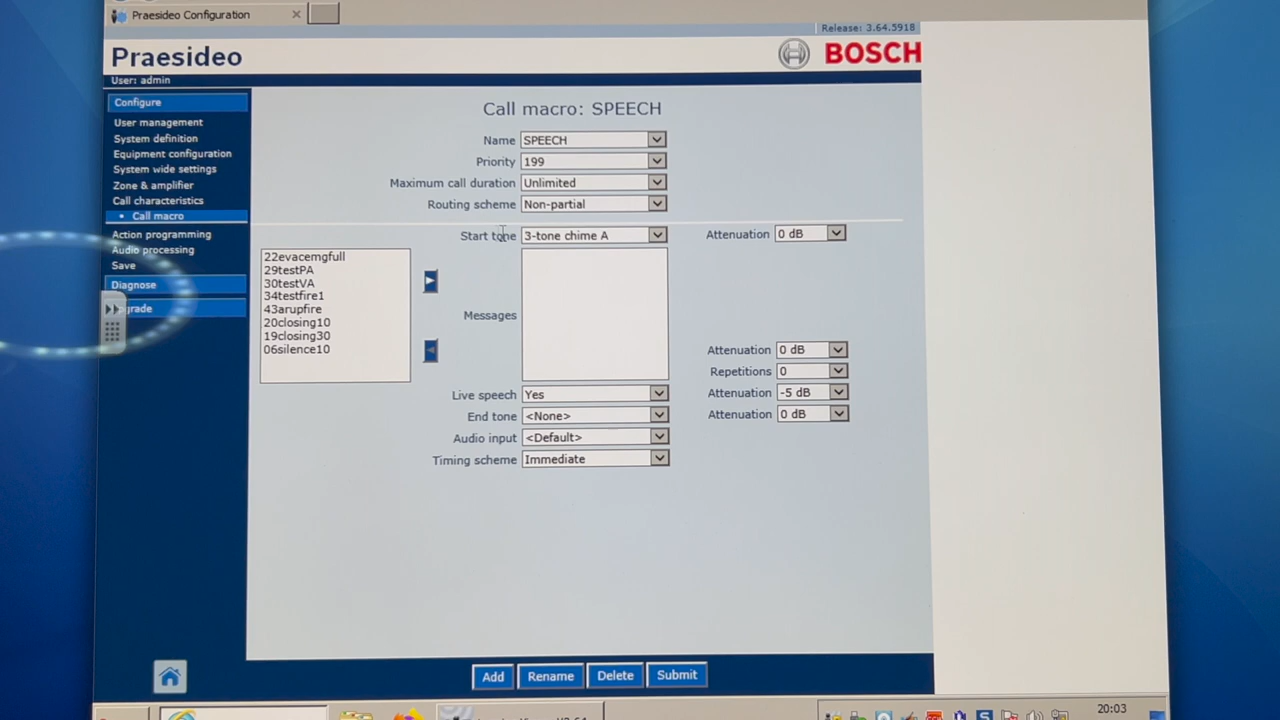 Praesideo Configuration
Release: 3.64.5918
Praesideo
BOSCH
User: admin
Configure
User management
System definition
Equipment configuration
System wide settings
Zone & amplifier
Call characteristics
• Call macro
Action programming
Audio processing
Save
Diagnose
grade
Call macro: SPEECH
Name SPEECH
Priority 199
Maximum call duration Unlimited
Routing scheme Non-partial
Start tone 3-tone chime A Attenuation 0 dB
22evacemgfull
29testPA
30testVA
34testfire1
43arupfire
20closing10
19closing30
06silence10
Messages
Attenuation 0 dB
Repetitions 0
Live speech Yes Attenuation -5 dB
End tone <None> Attenuation 0 dB
Audio input <Default>
Timing scheme Immediate
Add Rename Delete Submit
20:03